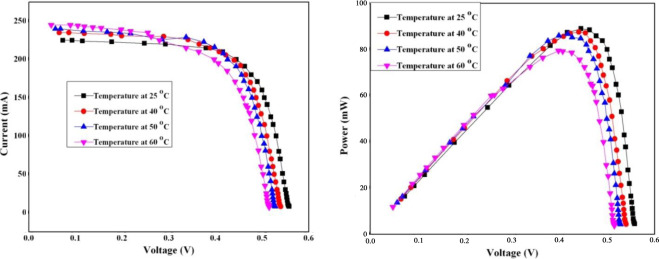 250
200
150
100
50
0
Current (mA)
Temperature at 25 °C
Temperature at 40 °C
Temperature at 50 °C
Temperature at 60 °C
0.0 0.1 0.2 0.3 0.4 0.5 0.6
Voltage (V)
100
80
60
40
20
0
Power (mW)
Temperature at 25 °C
Temperature at 40 °C
Temperature at 50 °C
Temperature at 60 °C
0.0 0.1 0.2 0.3 0.4 0.5 0.6
Voltage (V)